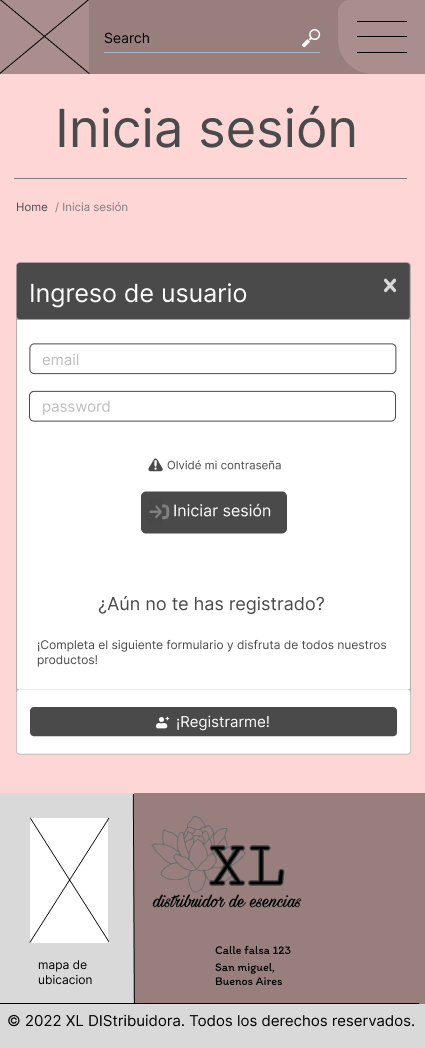 Search
Inicia sesión
Home / Inicia sesión
Ingreso de usuario
email
password
Olvidé mi contraseña
Iniciar sesión
¿Aún no te has registrado?
¡Completa el siguiente formulario y disfruta de todos nuestros
productos!
¡Registrarme!
mapa de
ubicacion
XL
distribuidor de esencias
Calle falsa 123
San miguel,
Buenos Aires
© 2022 XL DIStribuidora. Todos los derechos reservados.